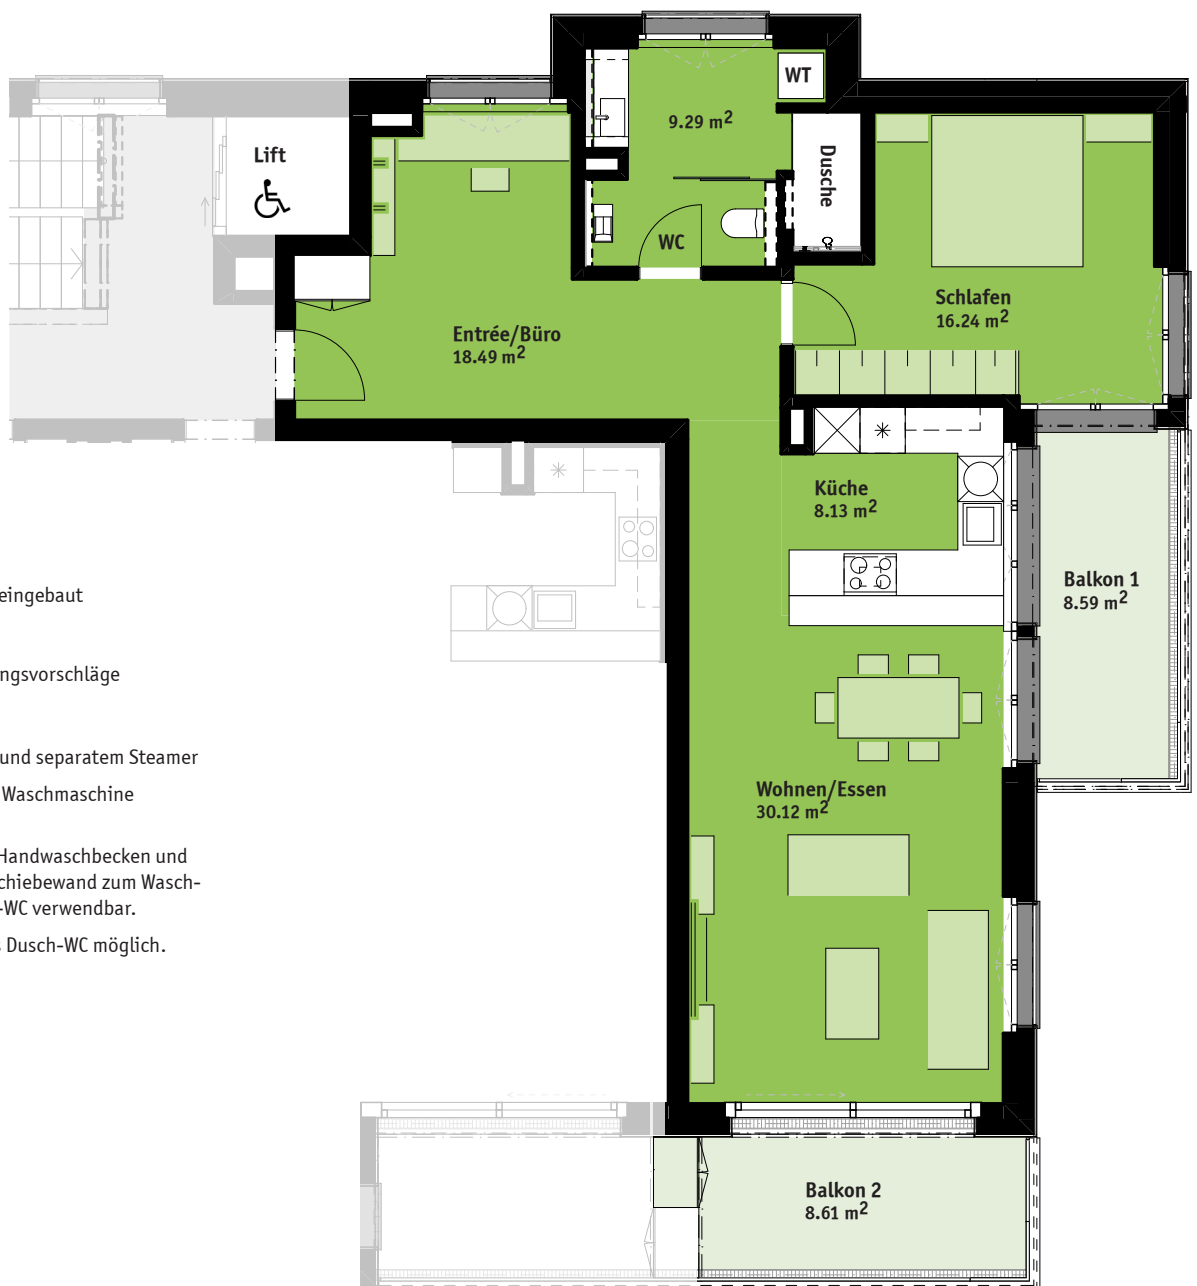 WT
9.29 m²
Lift
Dusche
WC
Schlafen
16.24 m²
Entrée/Büro
18.49 m²
Küche
8.13 m²
Balkon 1
8.59 m²
eingebaut
ngsvorschläge
und separatem Steamer
Waschmaschine
Handwaschbecken und
chiebewand zum Wasch-
-WC verwendbar.
s Dusch-WC möglich.
Wohnen/Essen
30.12 m²
Balkon 2
8.61 m²